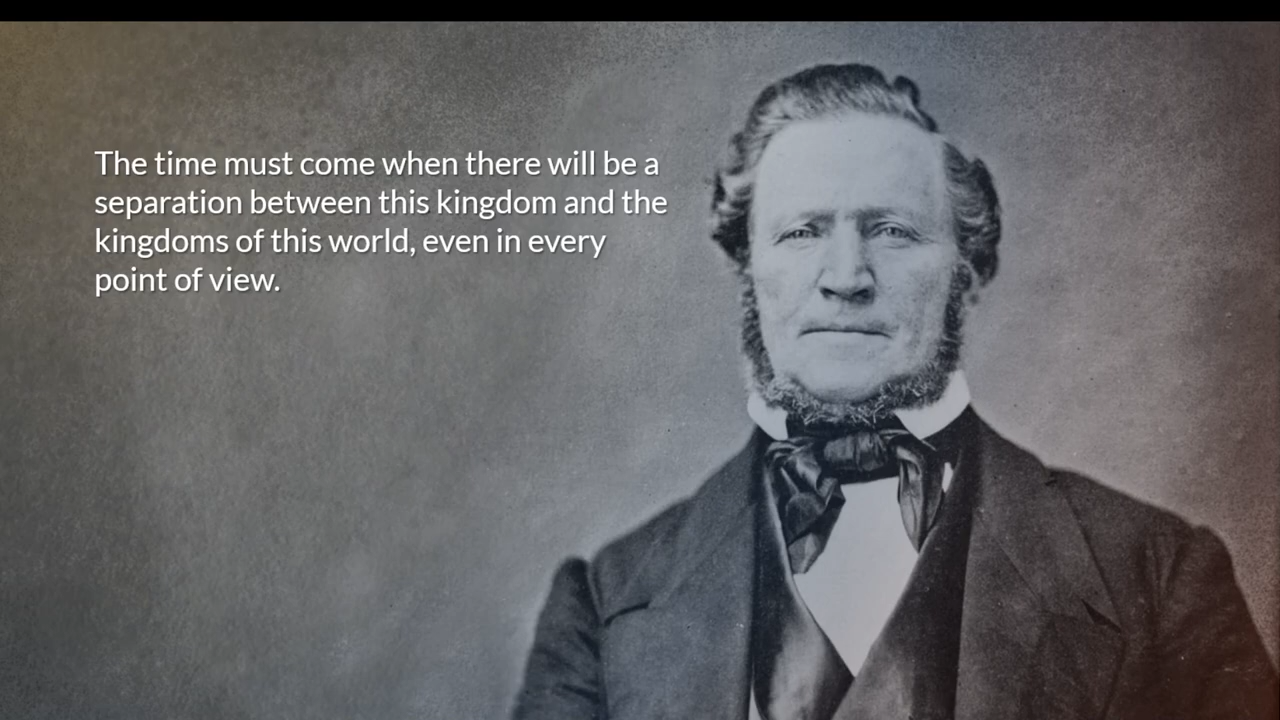 The time must come when there will be a
separation between this kingdom and the
kingdoms of this world, even in every
point of view.